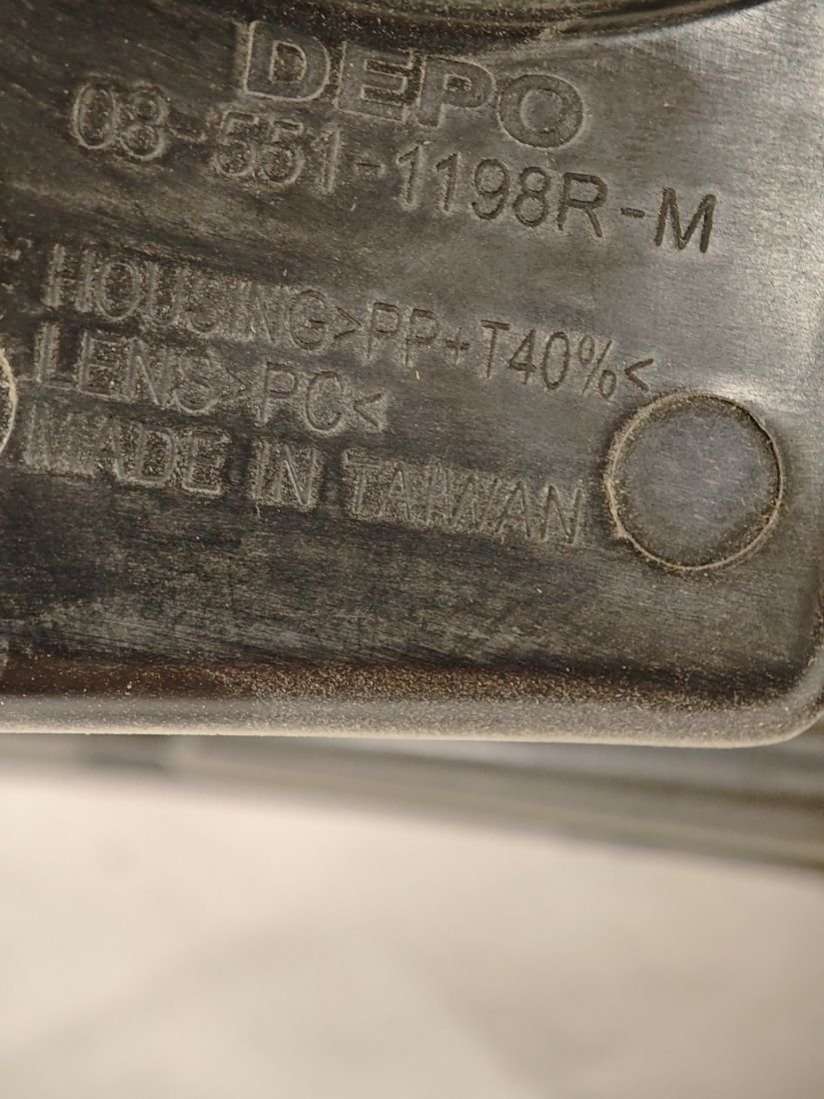 DEPO
03-551-1198R-M
HOUSING>PP+T40%<
LENS>PC<
MADE IN TAIWAN